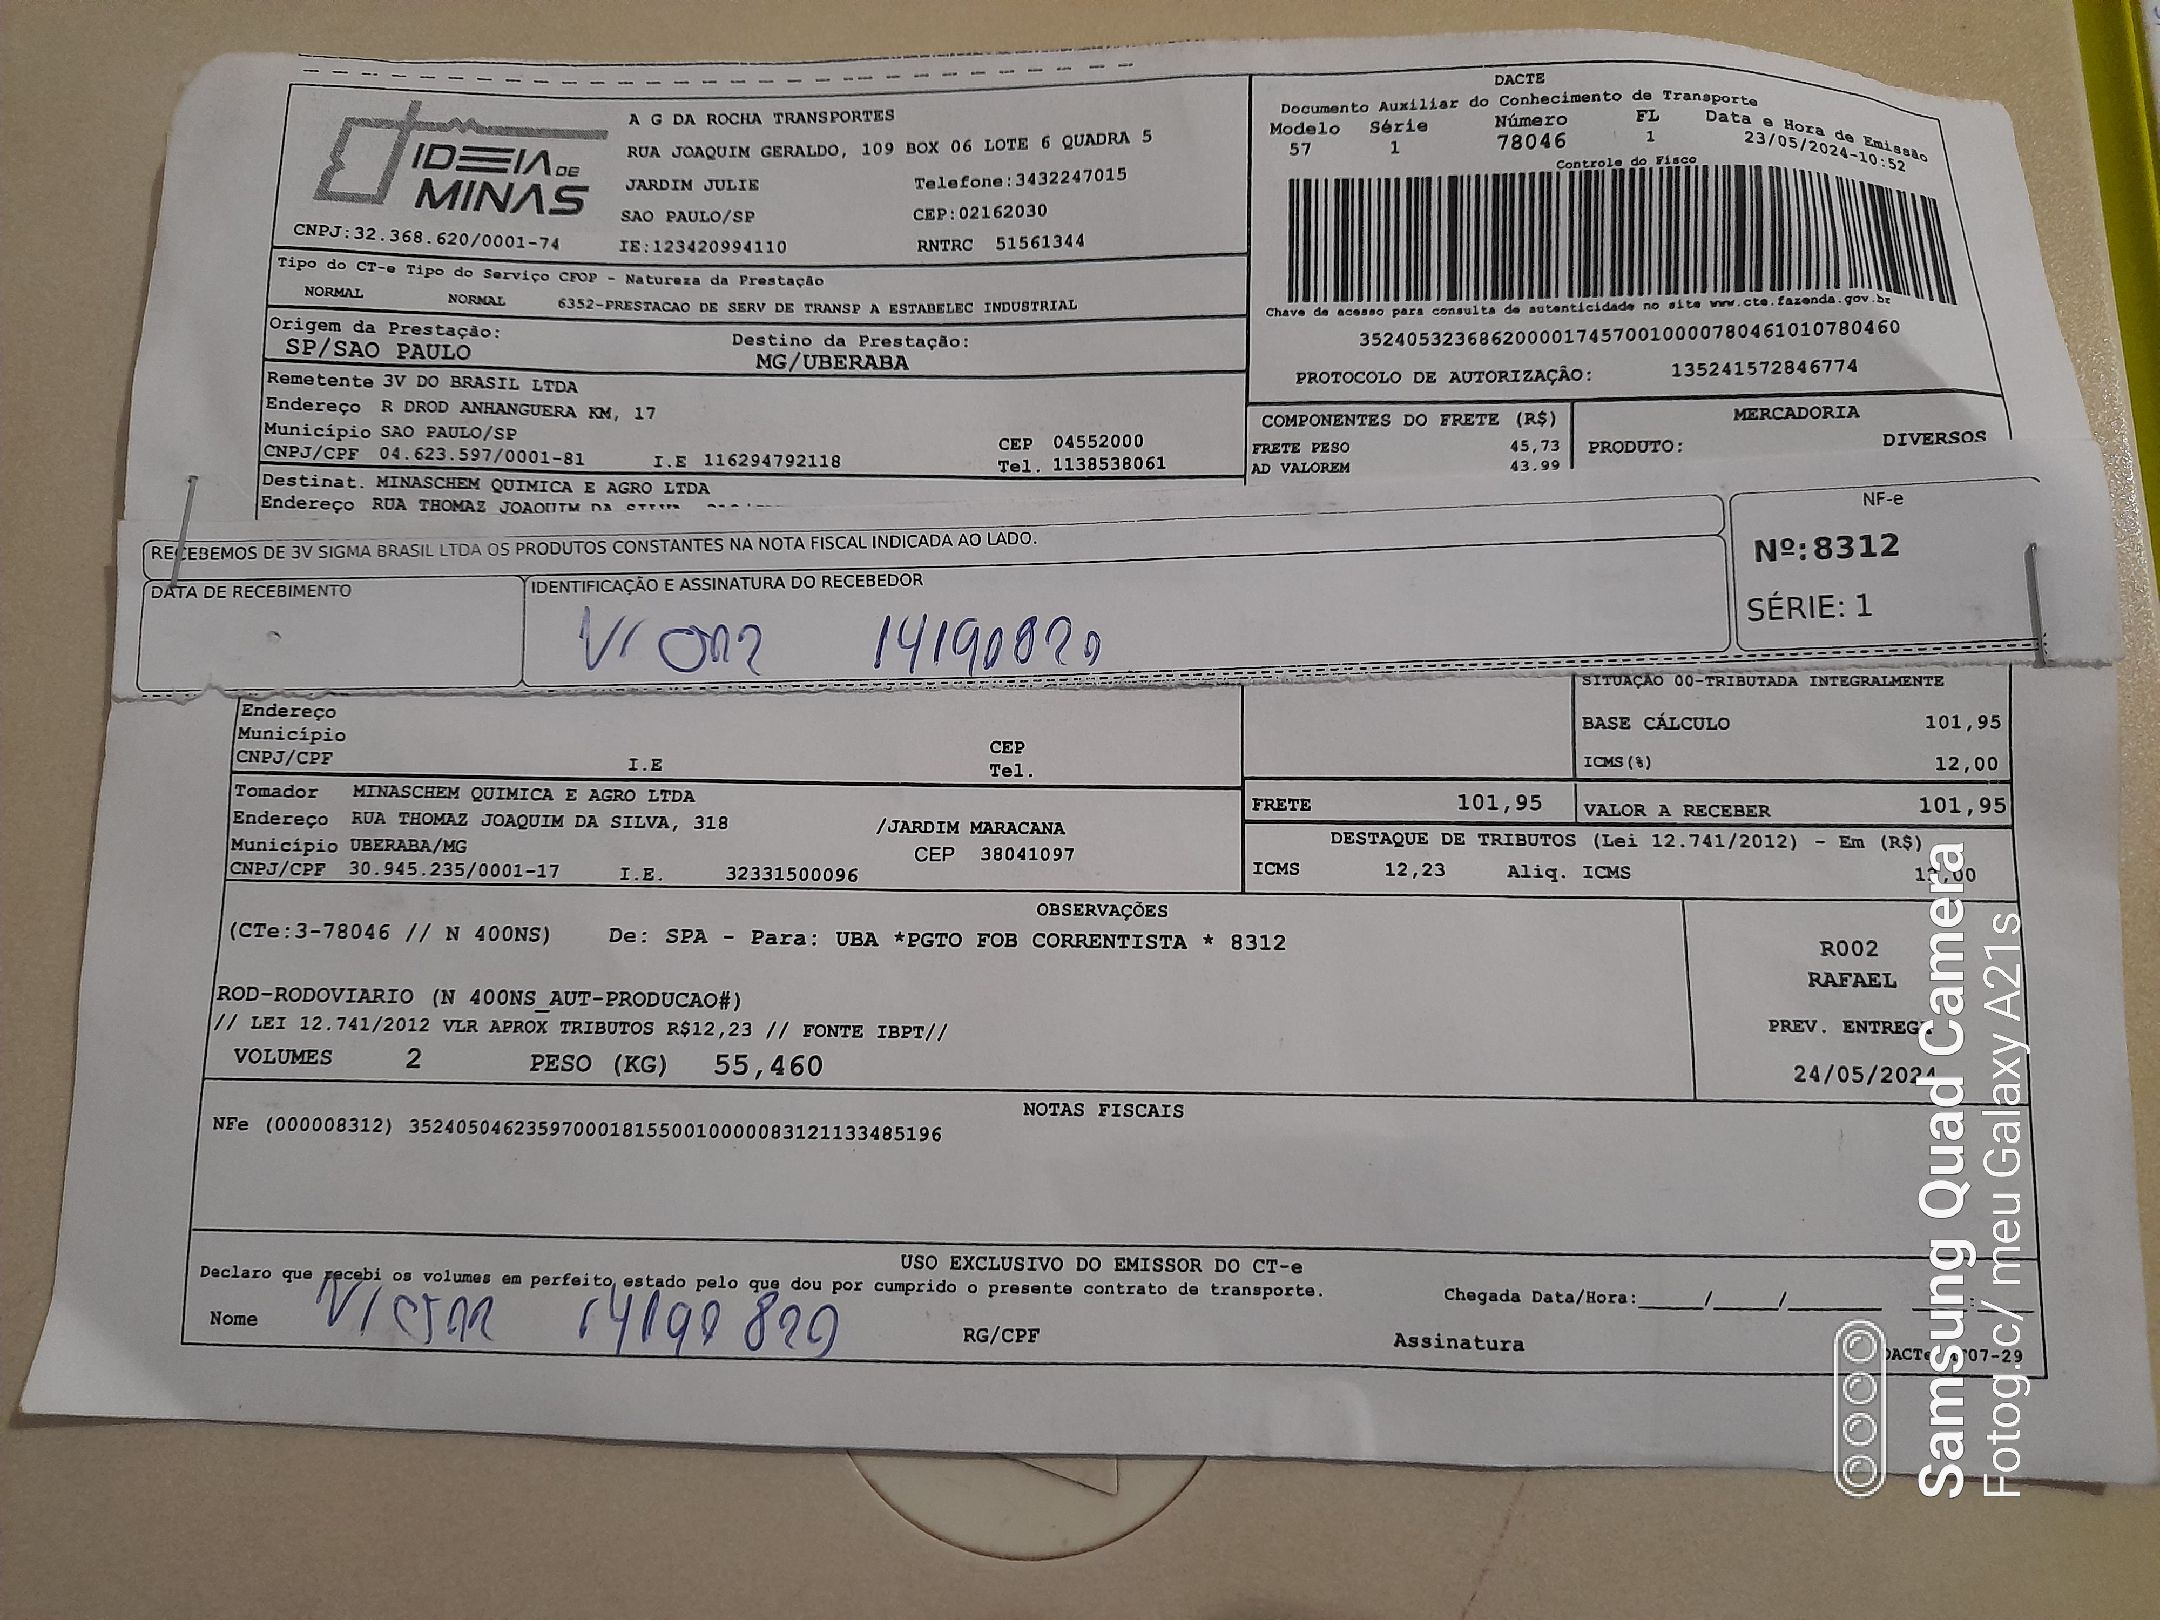 IDEIA DE
MINAS
CNPJ:32.368.620/0001-74
A G DA ROCHA TRANSPORTES
RUA JOAQUIM GERALDO, 109 BOX 06 LOTE 6 QUADRA 5
JARDIM JULIE Telefone:3432247015
SAO PAULO/SP CEP:02162030
IE:123420994110 RNTRC 51561344
DACTE
Documento Auxiliar do Conhecimento de Transporte
Modelo Série Número FL Data e Hora de Emissão
57 1 78046 1 23/05/2024-10:52
Controle do Fisco
Chave de acesso para consulta de autenticidade no site www.cte.fazenda.gov.br
35240532368620000174570010000780461010780460
PROTOCOLO DE AUTORIZAÇÃO: 135241572846774
Tipo do CT-e Tipo do Serviço CFOP - Natureza da Prestação
NORMAL NORMAL 6352-PRESTACAO DE SERV DE TRANSP A ESTABELEC INDUSTRIAL
Origem da Prestação: Destino da Prestação:
SP/SAO PAULO MG/UBERABA
Remetente 3V DO BRASIL LTDA
Endereço R DROD ANHANGUERA KM, 17
Município SAO PAULO/SP CEP 04552000
CNPJ/CPF 04.623.597/0001-81 I.E 116294792118 Tel. 1138538061
COMPONENTES DO FRETE (R$) MERCADORIA
FRETE PESO 45,73 PRODUTO: DIVERSOS
AD VALOREM 43,99
Destinat. MINASCHEM QUIMICA E AGRO LTDA
Endereço RUA THOMAZ JOAQUIM DA SILVA,
RECEBEMOS DE 3V SIGMA BRASIL LTDA OS PRODUTOS CONSTANTES NA NOTA FISCAL INDICADA AO LADO.
DATA DE RECEBIMENTO IDENTIFICAÇÃO E ASSINATURA DO RECEBEDOR
NF-e
Nº:8312
SÉRIE: 1
Endereço
Município CEP
CNPJ/CPF I.E Tel.
SITUAÇÃO 00-TRIBUTADA INTEGRALMENTE
BASE CÁLCULO 101,95
ICMS(%) 12,00
Tomador MINASCHEM QUIMICA E AGRO LTDA
Endereço RUA THOMAZ JOAQUIM DA SILVA, 318 /JARDIM MARACANA
Município UBERABA/MG CEP 38041097
CNPJ/CPF 30.945.235/0001-17 I.E. 32331500096
FRETE 101,95 VALOR A RECEBER 101,95
DESTAQUE DE TRIBUTOS (Lei 12.741/2012) - Em (R$)
ICMS 12,23 Aliq. ICMS 12,00
OBSERVAÇÕES
(CTe:3-78046 // N 400NS) De: SPA - Para: UBA *PGTO FOB CORRENTISTA * 8312
ROD-RODOVIARIO (N 400NS_AUT-PRODUCAO#)
// LEI 12.741/2012 VLR APROX TRIBUTOS R$12,23 // FONTE IBPT//
VOLUMES 2 PESO (KG) 55,460
R002
RAFAEL
PREV. ENTREGA
24/05/2024
NOTAS FISCAIS
NFe (000008312) 35240504623597000181550010000083121133485196
USO EXCLUSIVO DO EMISSOR DO CT-e
Declaro que recebi os volumes em perfeito estado pelo que dou por cumprido o presente contrato de transporte.
Chegada Data/Hora:_____/_____/_______ ___:___
Nome Victor RG/CPF Assinatura
Samsung Quad Camera
Fotog.c/ meu Galaxy A21s